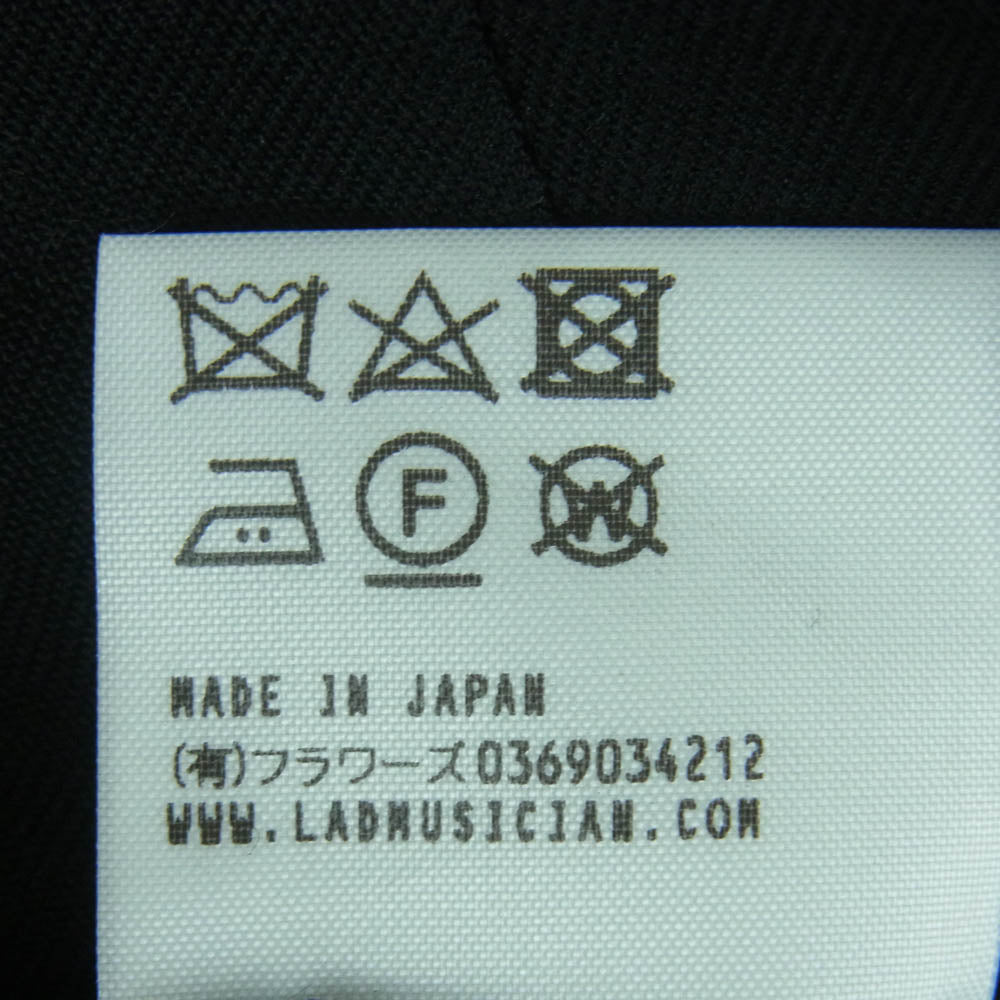 F
W
MADE IN JAPAN
(有)フラワーズ0369034212
WWW.LADMUSICIAN.COM